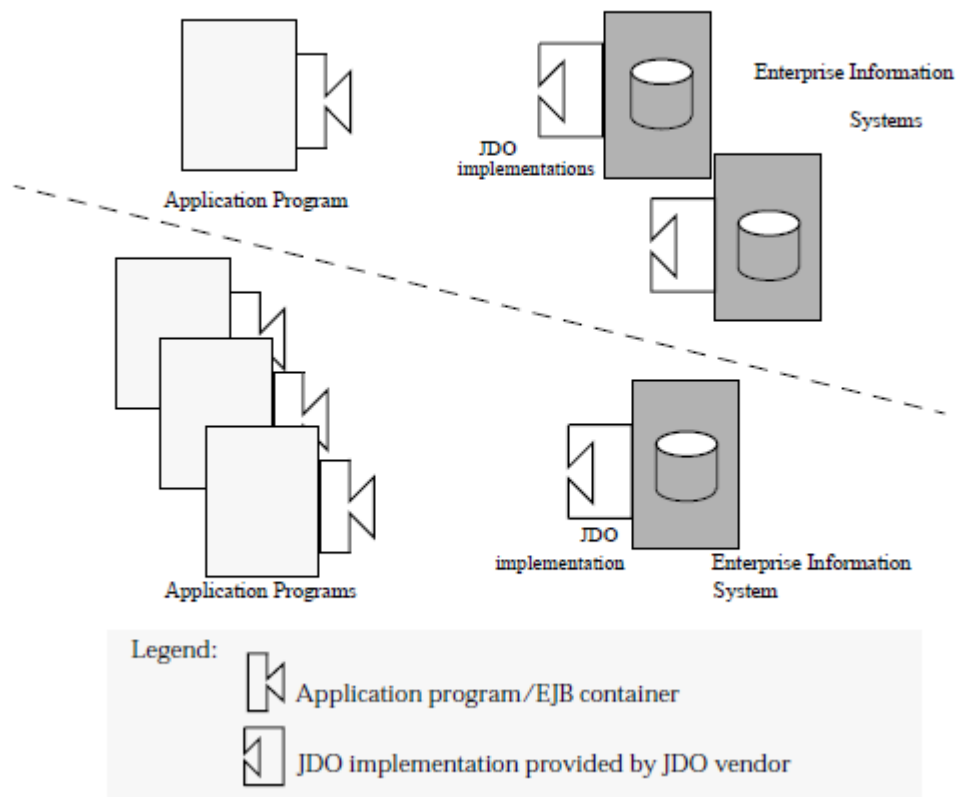 Enterprise Information
Systems
JDO
implementations
Application Program
JDO
implementation
Enterprise Information
System
Application Programs
Legend:
Application program/EJB container
JDO implementation provided by JDO vendor